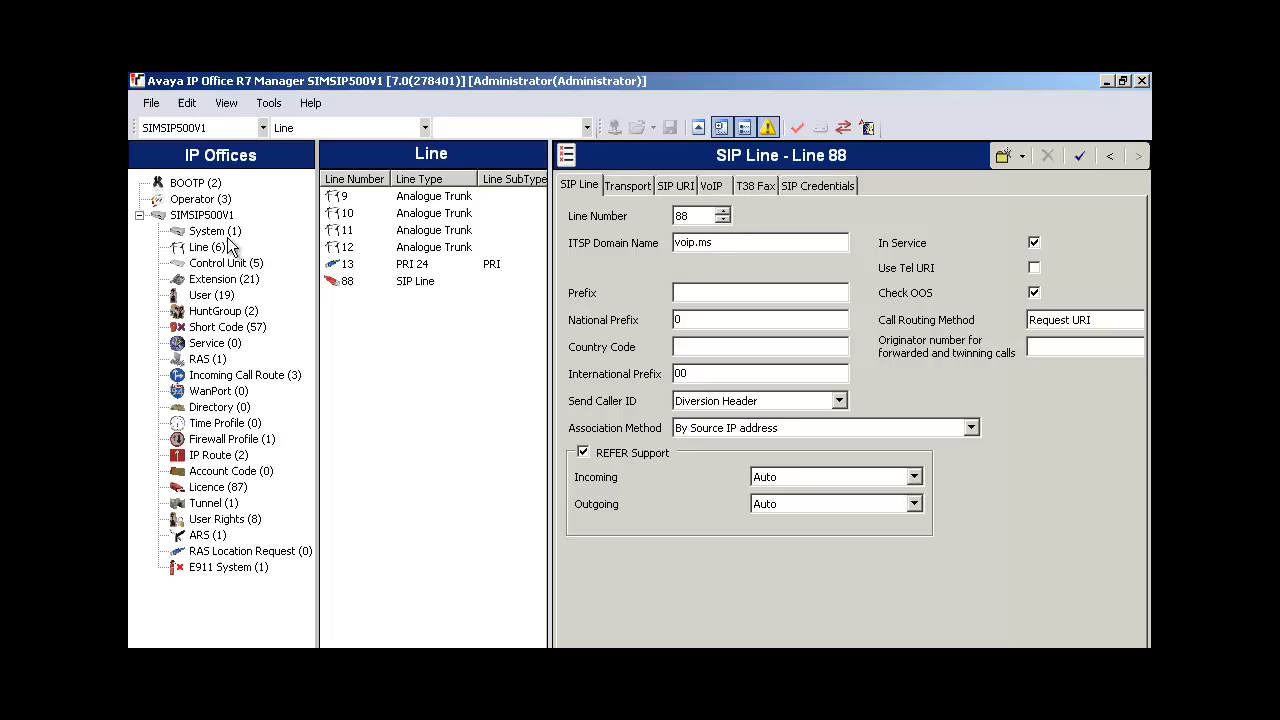 Avaya IP Office R7 Manager SIMSIP500V1 [7.0(278401)] [Administrator(Administrator)]
File Edit View Tools Help
SIMSIP500V1 Line
IP Offices
BOOTP (2)
Operator (3)
SIMSIP500V1
System (1)
Line (6)
Control Unit (5)
Extension (21)
User (19)
HuntGroup (2)
Short Code (57)
Service (0)
RAS (1)
Incoming Call Route (3)
WanPort (0)
Directory (0)
Time Profile (0)
Firewall Profile (1)
IP Route (2)
Account Code (0)
Licence (87)
Tunnel (1)
User Rights (8)
ARS (1)
RAS Location Request (0)
E911 System (1)
Line
Line Number Line Type Line SubType
9 Analogue Trunk
10 Analogue Trunk
11 Analogue Trunk
12 Analogue Trunk
13 PRI 24 PRI
88 SIP Line
SIP Line - Line 88
SIP Line Transport SIP URI VoIP T38 Fax SIP Credentials
Line Number 88
ITSP Domain Name voip.ms
Prefix
National Prefix 0
Country Code
International Prefix 00
Send Caller ID Diversion Header
Association Method By Source IP address
REFER Support
Incoming Auto
Outgoing Auto
In Service
Use Tel URI
Check OOS
Call Routing Method Request URI
Originator number for
forwarded and twinning calls